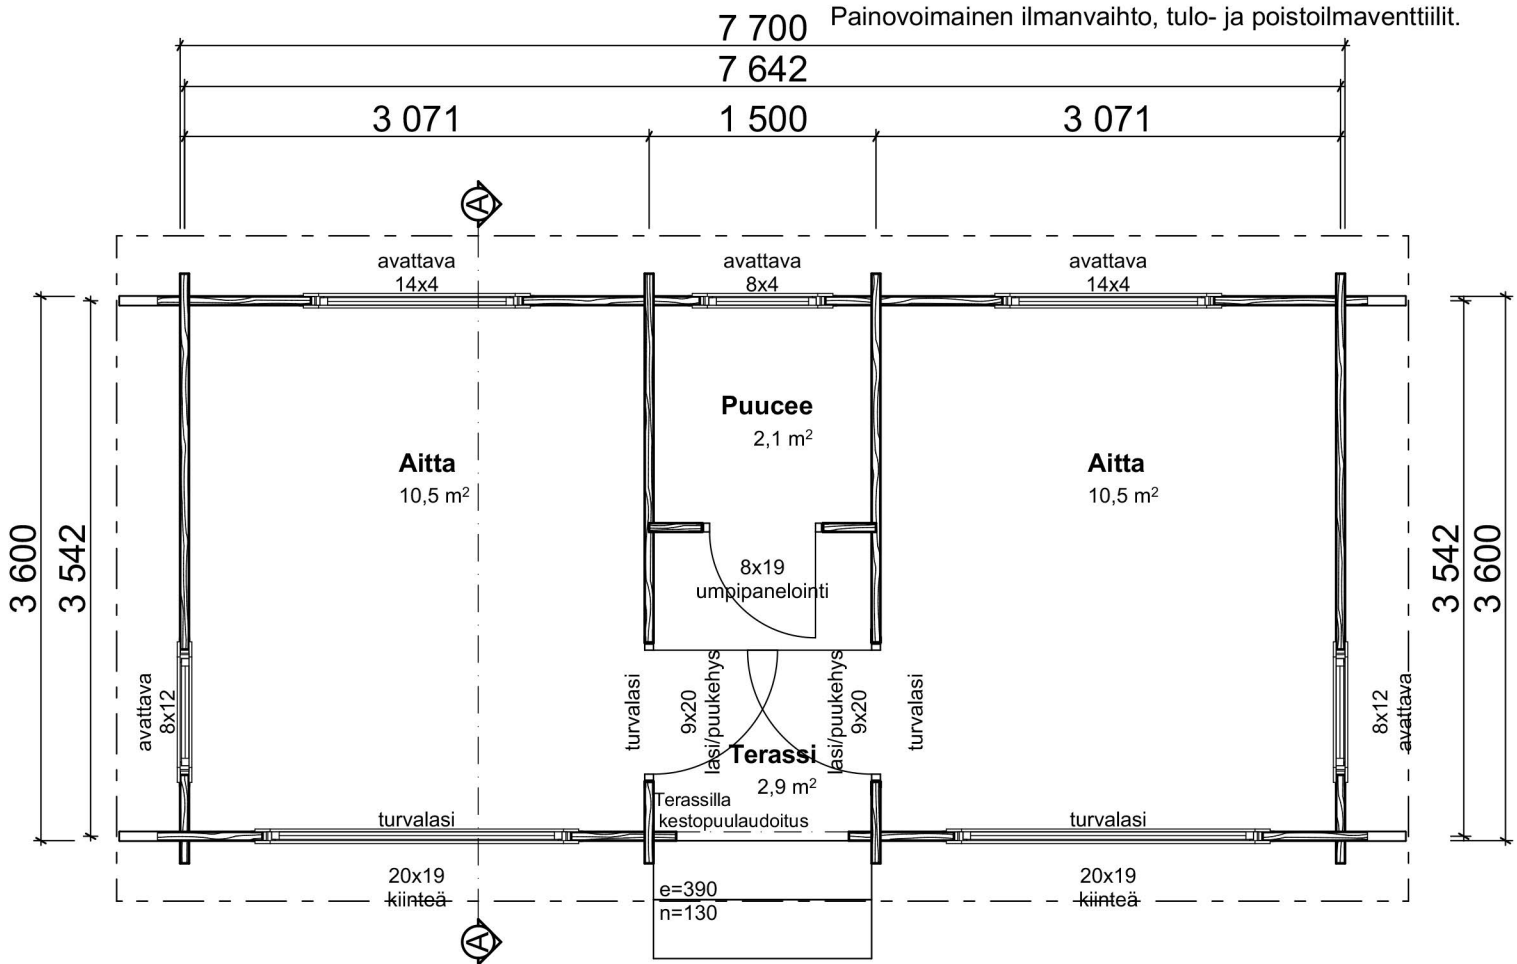 Painovoimainen ilmanvaihto, tulo- ja poistoilmaventtiilit.
7 700
7 642
3 071
1 500
3 071
A
avattava
14x4
avattava
8x4
avattava
14x4
Puucee
2,1 m²
Aitta
10,5 m²
Aitta
10,5 m²
3 600
3 542
3 542
3 600
8x19
umpipanelointi
avattava
8x12
turvalasi
9x20
lasi/puukehys
lasi/puukehys
9x20
turvalasi
8x12
avattava
Terassi
2,9 m²
Terassilla
kestopuulaudoitus
turvalasi
turvalasi
20x19
kiinteä
e=390
n=130
20x19
kiinteä
A